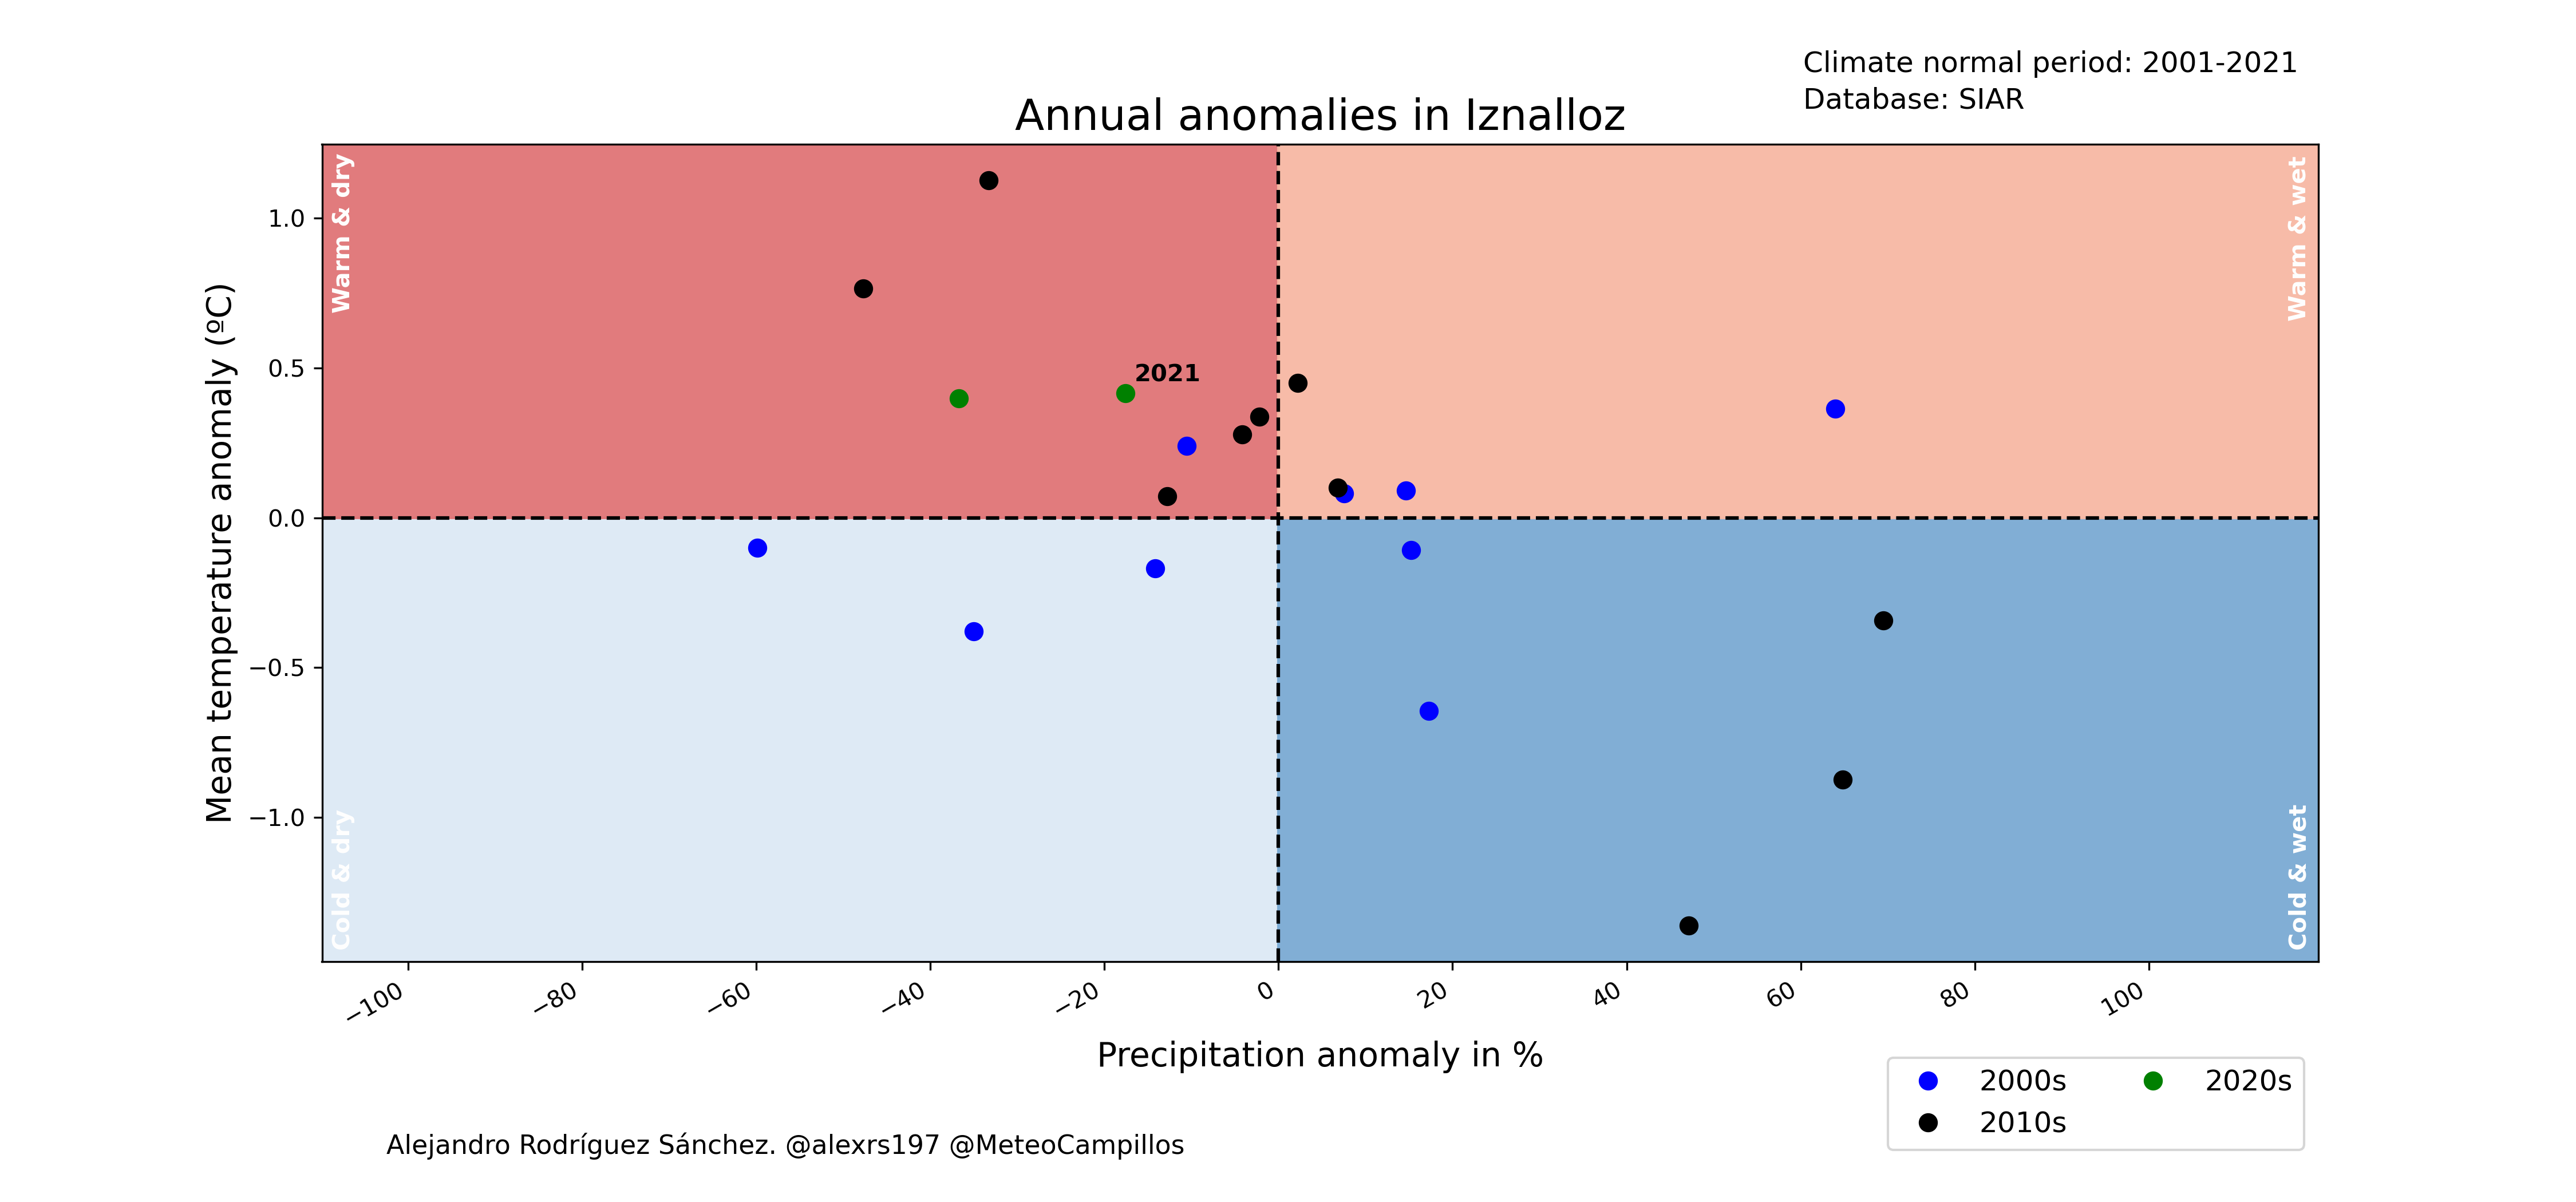 Climate normal period: 2001-2021
Database: SIAR
Annual anomalies in Iznalloz
Warm & dry
Warm & wet
Mean temperature anomaly (ºC)
1.0
0.5
0.0
−0.5
−1.0
2021
Cold & dry
Cold & wet
−100 −80 −60 −40 −20 0 20 40 60 80 100
Precipitation anomaly in %
2000s 2020s
2010s
Alejandro Rodríguez Sánchez. @alexrs197 @MeteoCampillos